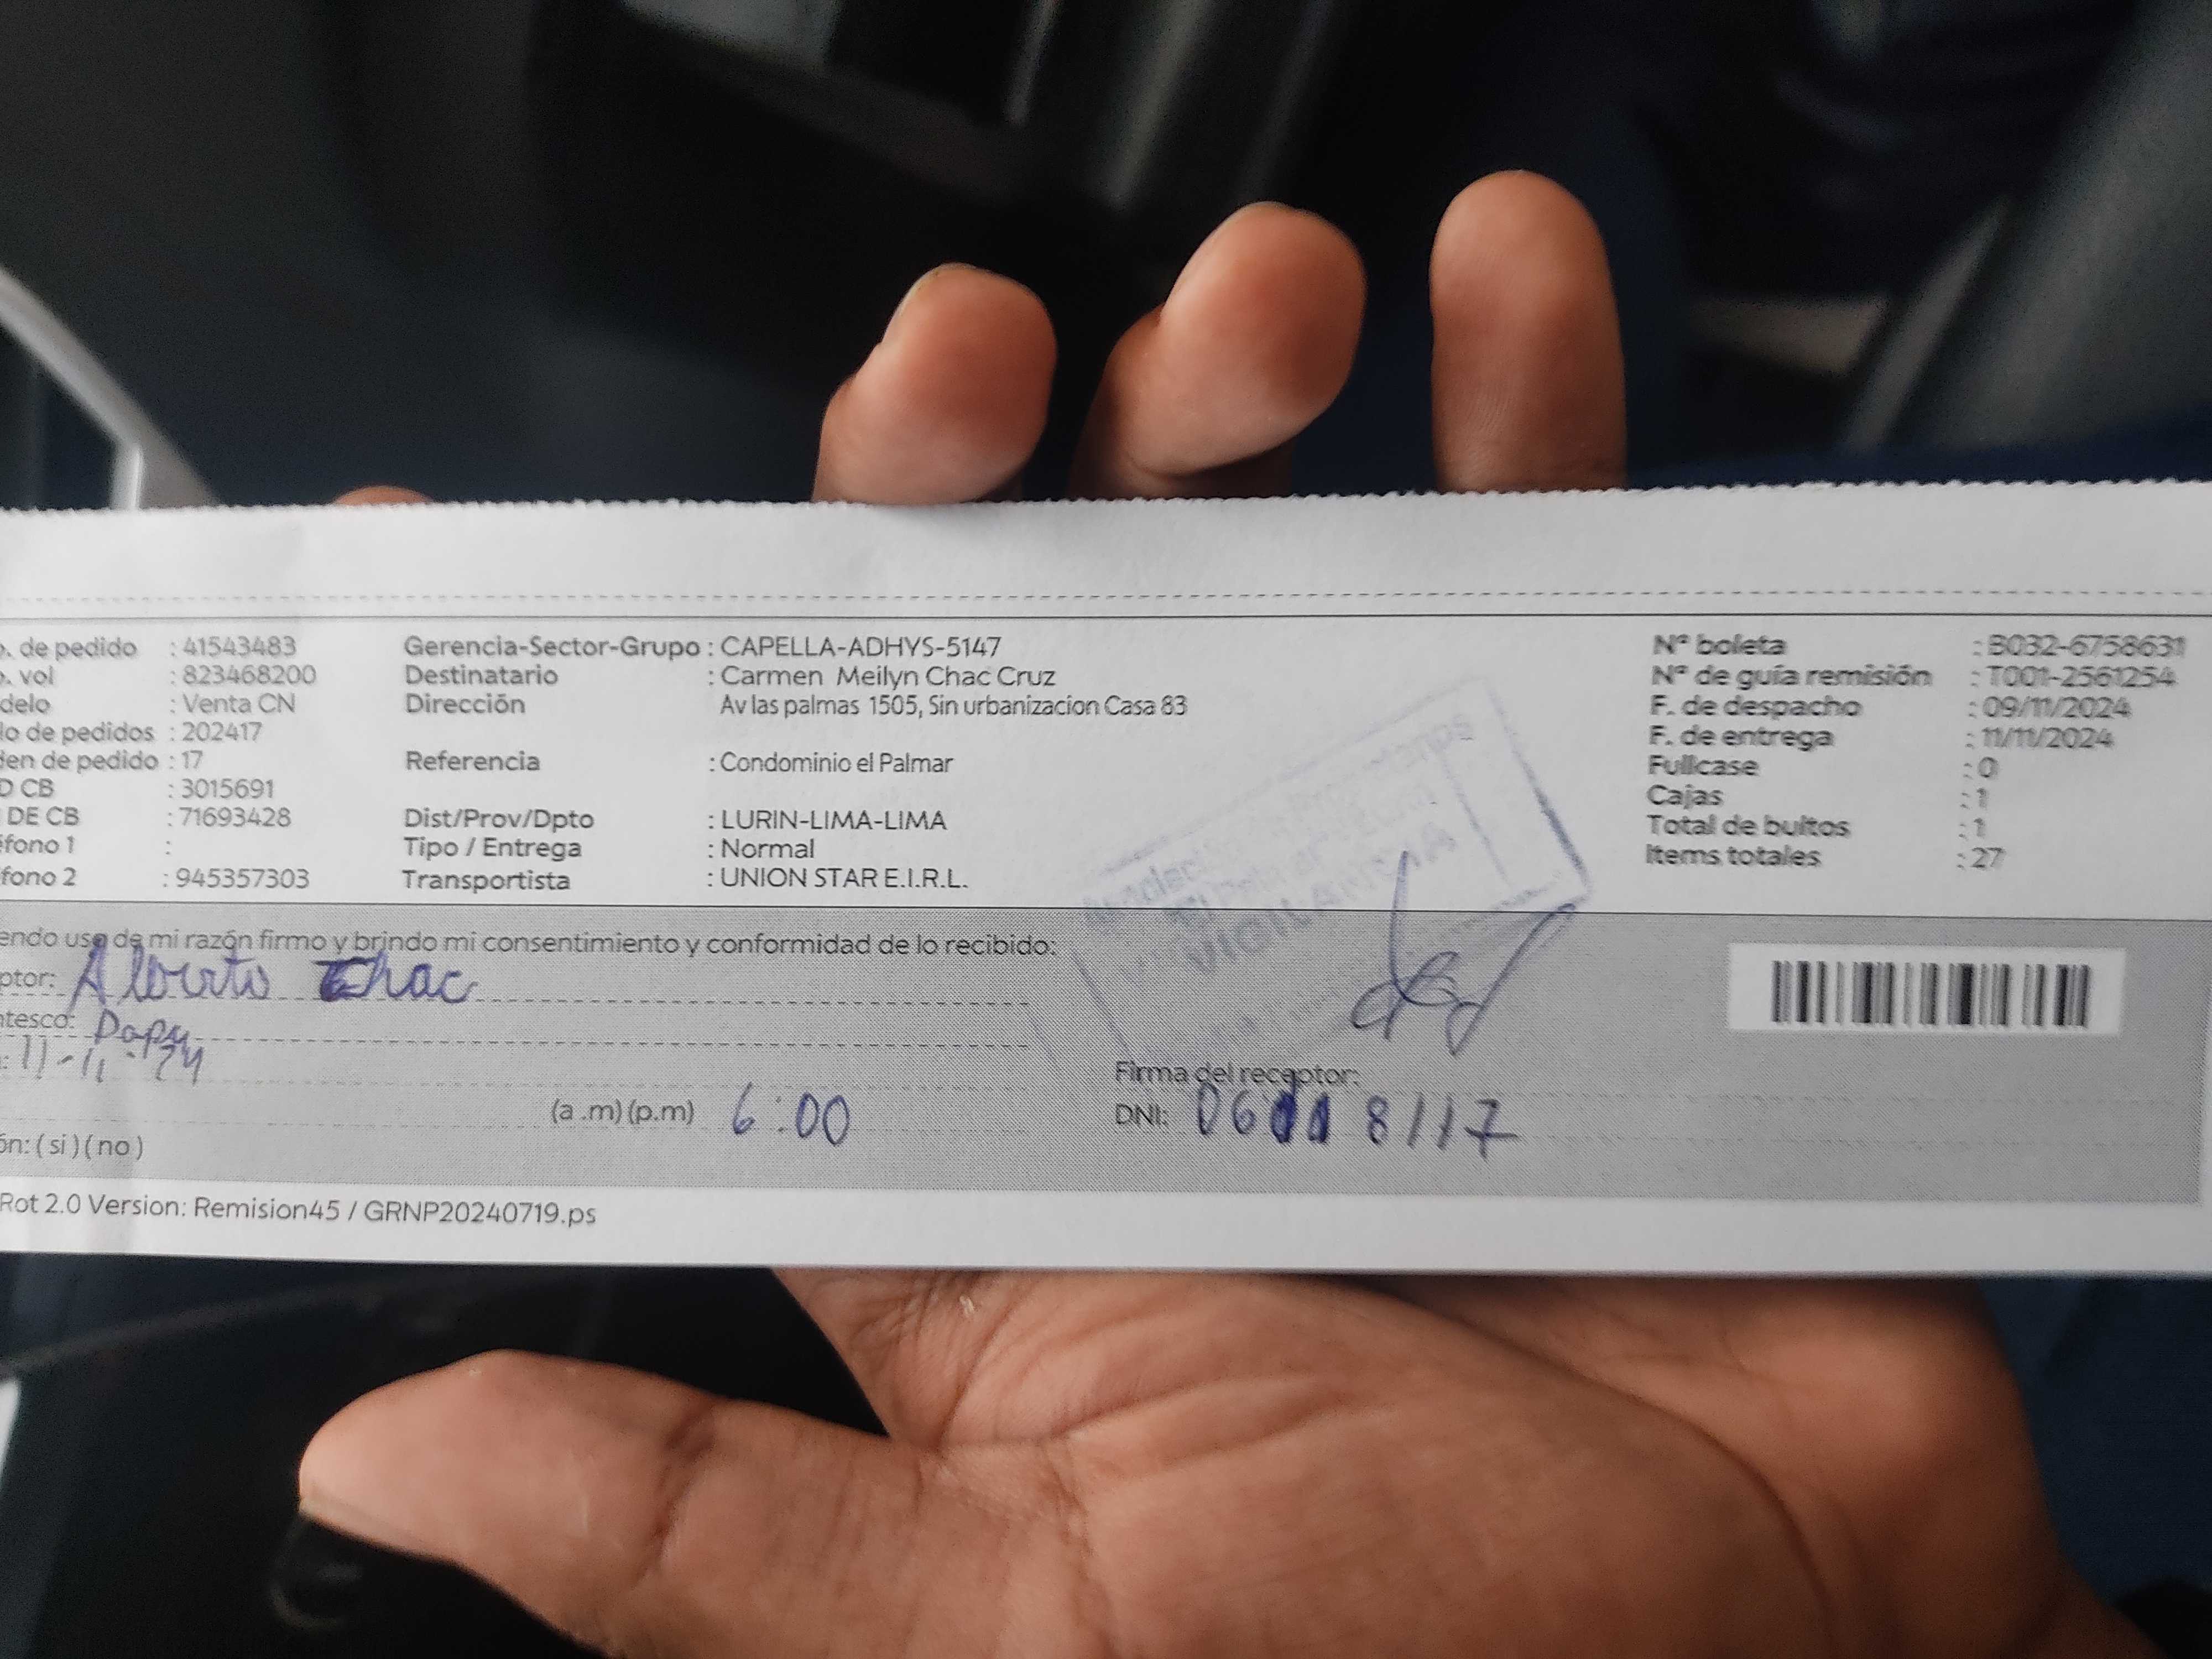 . de pedido : 41543483 Gerencia-Sector-Grupo : CAPELLA-ADHYS-5147 Nº boleta : B032-6758631
. vol : 823468200 Destinatario : Carmen Meilyn Chac Cruz Nº de guía remisión : T001-2561254
delo : Venta CN Dirección Av las palmas 1505, Sin urbanizacion Casa 83 F. de despacho : 09/11/2024
lo de pedidos : 202417 F. de entrega : 11/11/2024
den de pedido : 17 Referencia : Condominio el Palmar Fullcase : 0
D CB : 3015691 Cajas : 1
DE CB : 71693428 Dist/Prov/Dpto : LURIN-LIMA-LIMA Total de bultos : 1
éfono 1 : Tipo / Entrega : Normal Items totales : 27
fono 2 : 945357303 Transportista : UNION STAR E.I.R.L.
VIGILANCIA
endo uso de mi razón firmo y brindo mi consentimiento y conformidad de lo recibido:
ptor: Alberto Chac
ntesco: Papa
: 11-11-24
Firma del receptor:
(a .m) (p.m) 6:00 DNI:
ón: ( si ) ( no )
Rot 2.0 Version: Remision45 / GRNP20240719.ps